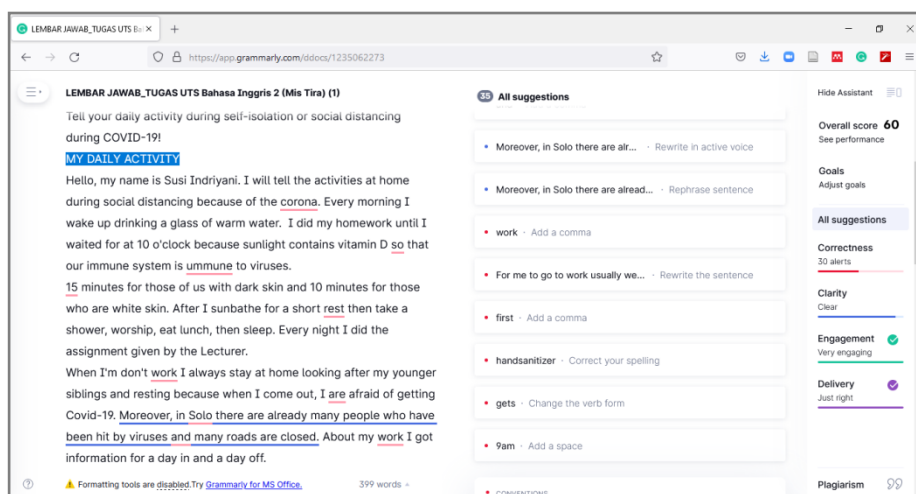 LEMBAR JAWAB_TUGAS UTS Ba
https://app.grammarly.com/ddocs/1235062273
LEMBAR JAWAB_TUGAS UTS Bahasa Inggris 2 (Mis Tira) (1)
Tell your daily activity during self-isolation or social distancing
during COVID-19!
MY DAILY ACTIVITY
Hello, my name is Susi Indriyani. I will tell the activities at home
during social distancing because of the corona. Every morning I
wake up drinking a glass of warm water. I did my homework until I
waited for at 10 o'clock because sunlight contains vitamin D so that
our immune system is ummune to viruses.
15 minutes for those of us with dark skin and 10 minutes for those
who are white skin. After I sunbathe for a short rest then take a
shower, worship, eat lunch, then sleep. Every night I did the
assignment given by the Lecturer.
When I'm don't work I always stay at home looking after my younger
siblings and resting because when I come out, I are afraid of getting
Covid-19. Moreover, in Solo there are already many people who have
been hit by viruses and many roads are closed. About my work I got
information for a day in and a day off.
Formatting tools are disabled.Try Grammarly for MS Office.
399 words
35 All suggestions
Moreover, in Solo there are alr... · Rewrite in active voice
Moreover, in Solo there are alread... · Rephrase sentence
work · Add a comma
For me to go to work usually we... · Rewrite the sentence
first · Add a comma
handsanitizer · Correct your spelling
gets · Change the verb form
9am · Add a space
CONVENTIONS
Hide Assistant
Overall score 60
See performance
Goals
Adjust goals
All suggestions
Correctness
30 alerts
Clarity
Clear
Engagement
Very engaging
Delivery
Just right
Plagiarism